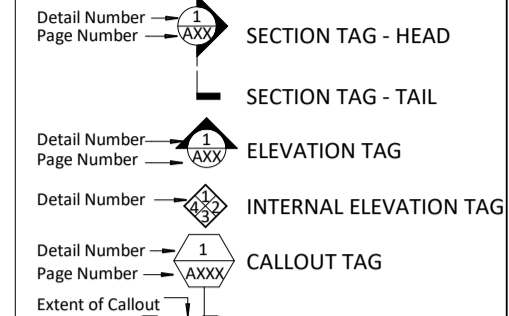 Detail Number 1
Page Number AXX
SECTION TAG - HEAD
SECTION TAG - TAIL
Detail Number 1
Page Number AXX
ELEVATION TAG
Detail Number 1
4 2
3
INTERNAL ELEVATION TAG
Detail Number 1
Page Number AXXX
CALLOUT TAG
Extent of Callout